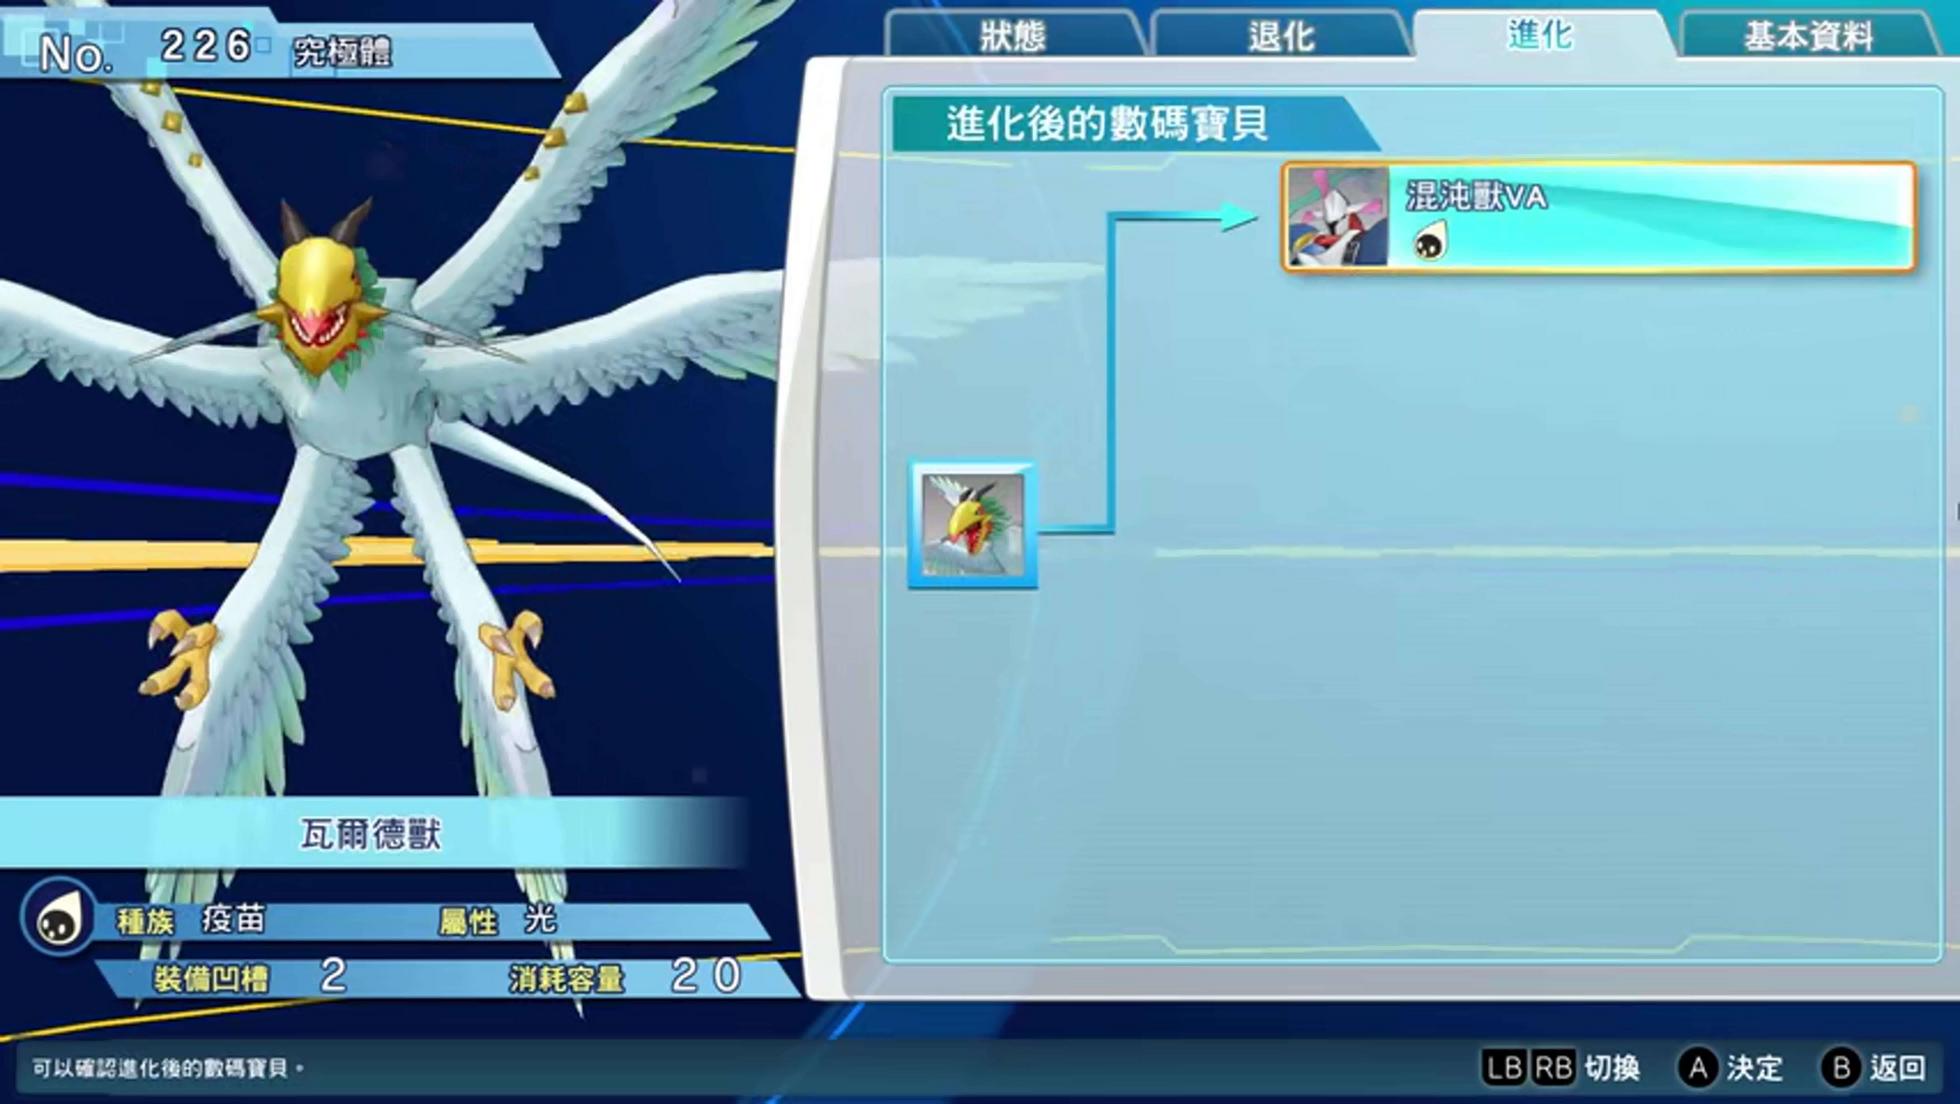 No. 226 究極體
狀態 退化 進化 基本資料
進化後的數碼寶貝
混沌獸VA
瓦爾德獸
種族 疫苗 屬性 光
裝備凹槽 2 消耗容量 20
可以確認進化後的數碼寶貝。
LB RB 切換 A 決定 B 返回